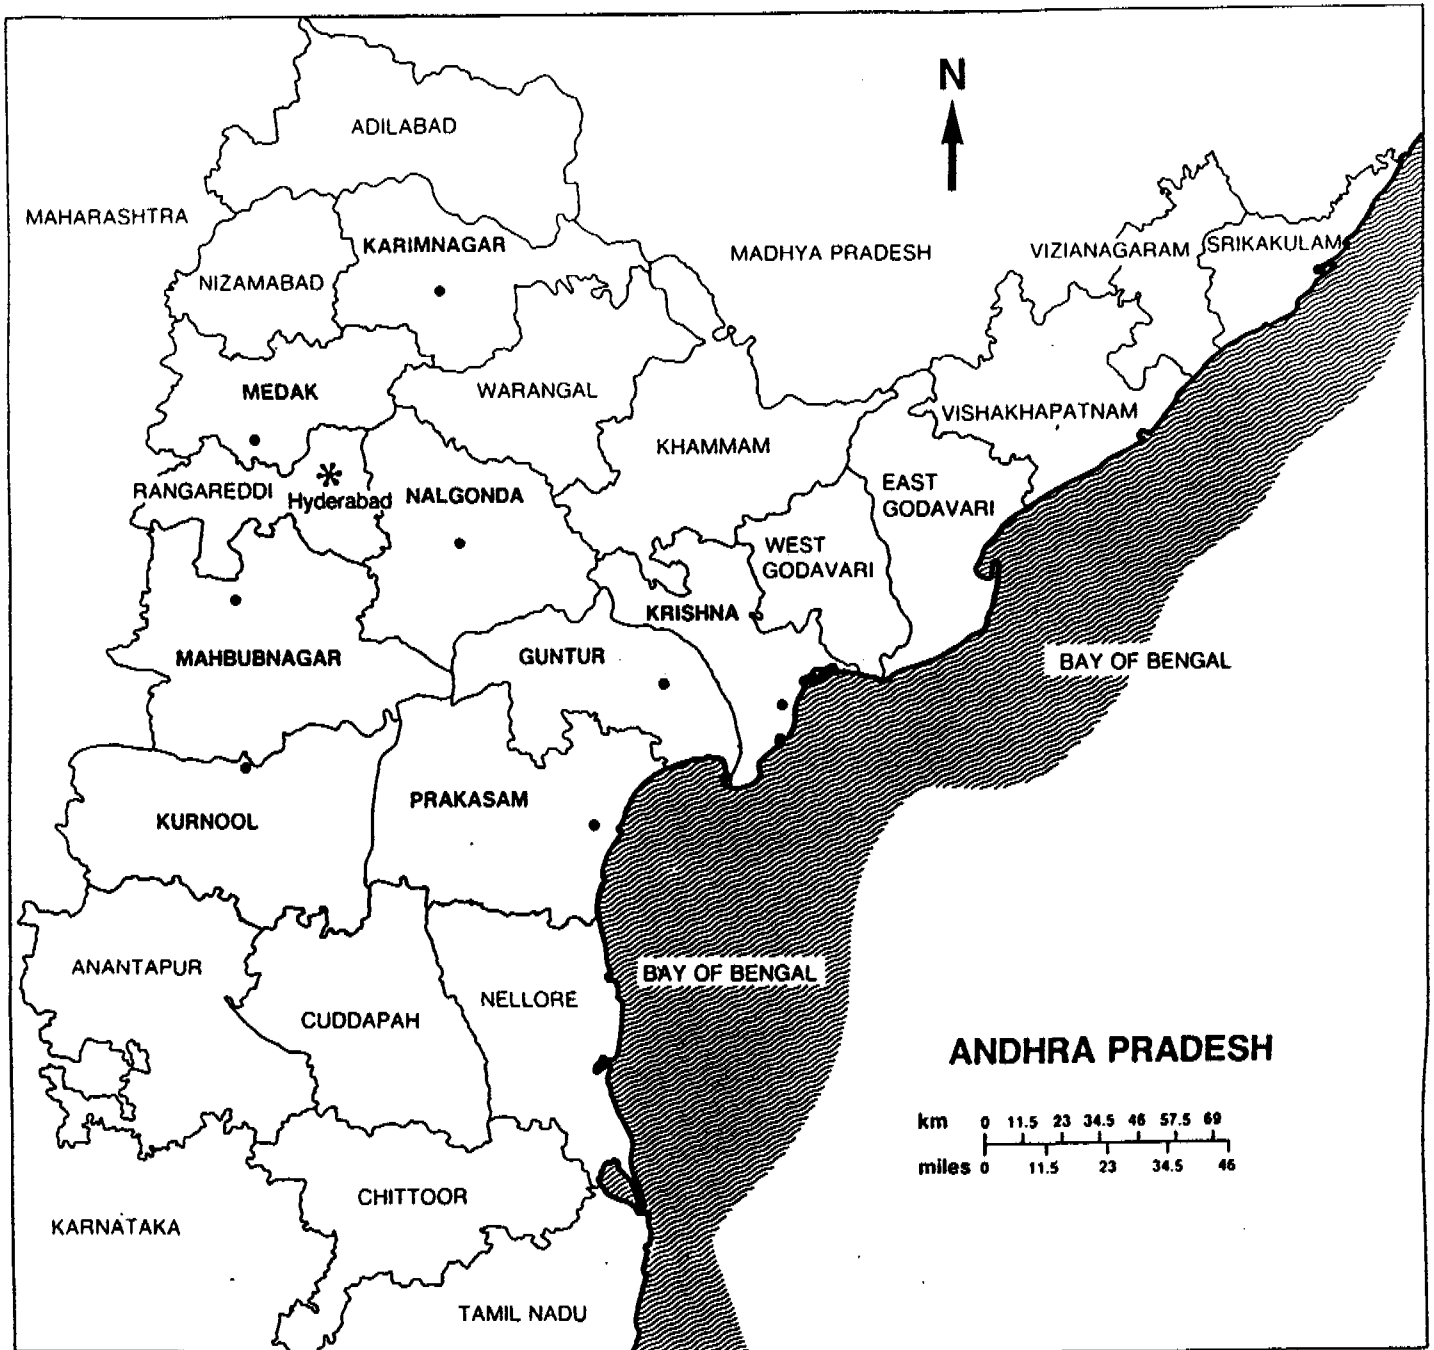 N
ADILABAD
MAHARASHTRA
KARIMNAGAR
MADHYA PRADESH
VIZIANAGARAM
SRIKAKULAM
NIZAMABAD
MEDAK
WARANGAL
VISHAKHAPATNAM
KHAMMAM
RANGAREDDI
Hyderabad
NALGONDA
EAST
GODAVARI
WEST
GODAVARI
KRISHNA
MAHBUBNAGAR
GUNTUR
BAY OF BENGAL
PRAKASAM
KURNOOL
ANANTAPUR
BAY OF BENGAL
NELLORE
CUDDAPAH
ANDHRA PRADESH
km 0 11.5 23 34.5 46 57.5 69
miles 0 11.5 23 34.5 46
CHITTOOR
KARNATAKA
TAMIL NADU